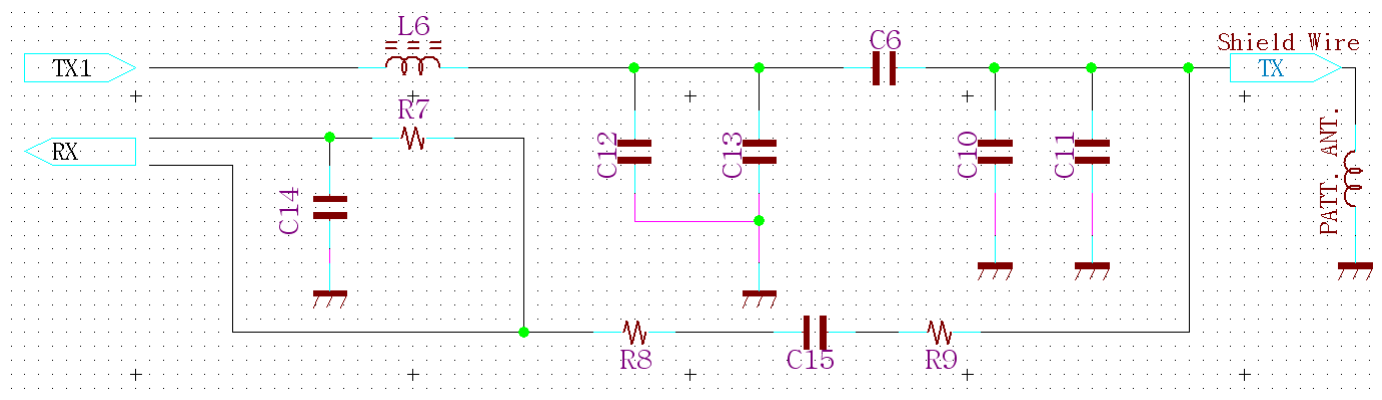 L6
C6
Shield Wire
TX1
TX
R7
RX
C12
C13
C10
C11
PATT. ANT.
C14
R8
C15
R9